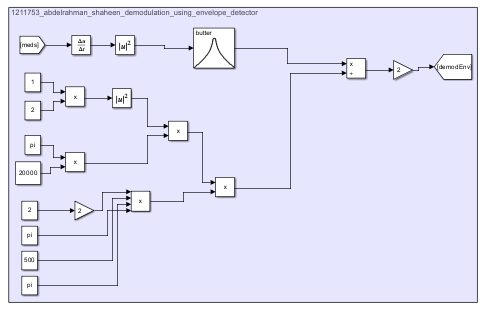 1211753_abdelrahman_shaheen_demodulation_using_envelope_detector
butter
[meds]
Δu
Δt
|u|²
x
÷
2
[demodEnv]
1
2
x
|u|²
x
pi
20000
x
x
2
2
x
pi
500
pi